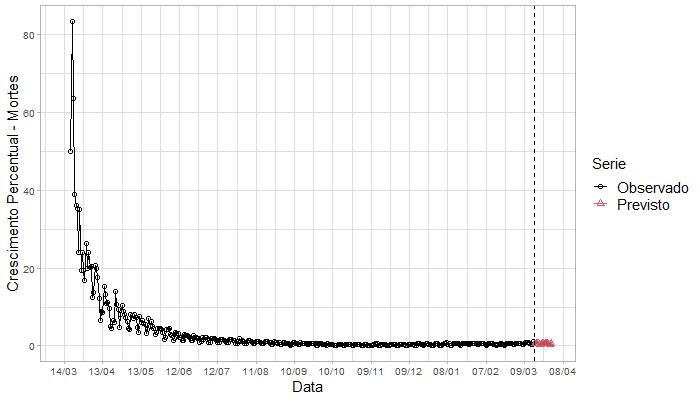 Crescimento Percentual - Mortes
80
60
40
20
0
14/03 13/04 13/05 12/06 12/07 11/08 10/09 10/10 09/11 09/12 08/01 07/02 09/03 08/04
Data
Serie
Observado
Previsto